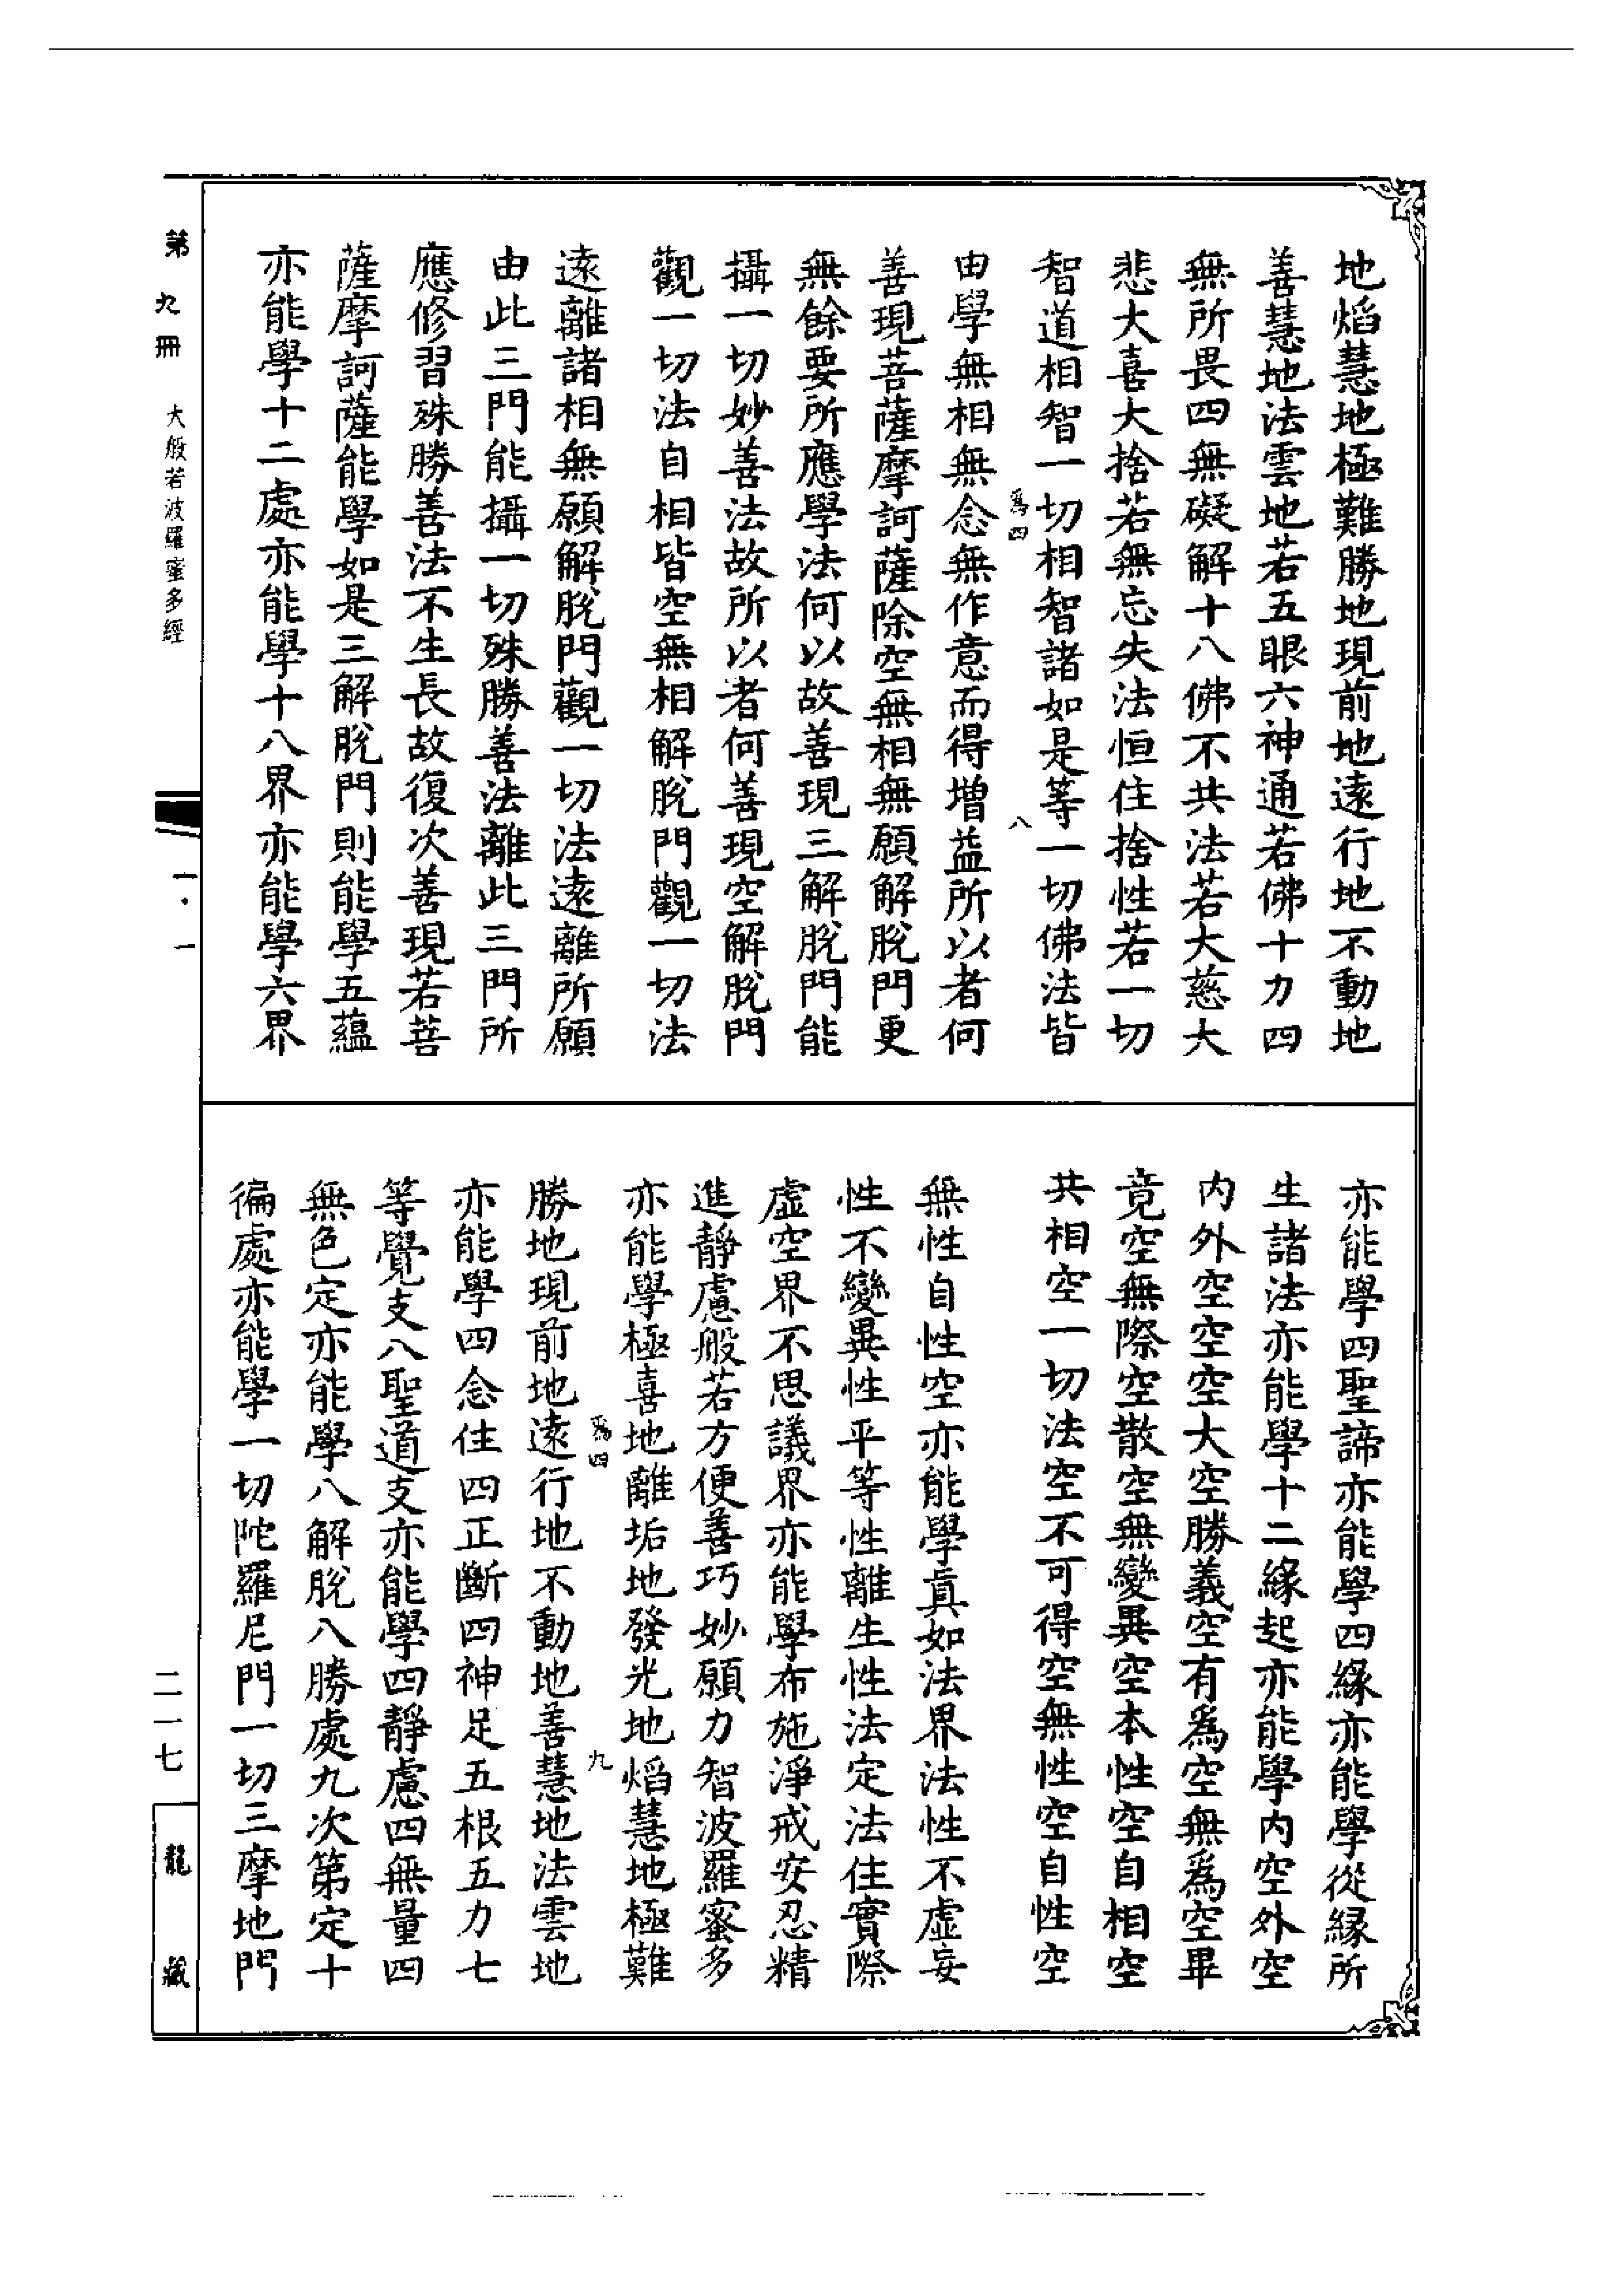 地焰慧地極難勝地現前地遠行地不動地
善慧地法雲地若五眼六神通若佛十力四
無所畏四無礙解十八佛不共法若大慈大
悲大喜大捨若無忘失法恒住捨性若一切
智道相智一切相智諸如是等一切佛法皆
爲四 八
由學無相無念無作意而得增益所以者何
善現菩薩摩訶薩除空無相無願解脫門更
無餘要所應學法何以故善現三解脫門能
攝一切妙善法故所以者何善現空解脫門
觀一切法自相皆空無相解脫門觀一切法
遠離諸相無願解脫門觀一切法遠離所願
由此三門能攝一切殊勝善法離此三門所
應修習殊勝善法不生長故復次善現若菩
薩摩訶薩能學如是三解脫門則能學五蘊
亦能學十二處亦能學十八界亦能學六界
亦能學四聖諦亦能學四緣亦能學從緣所
生諸法亦能學十二緣起亦能學內空外空
內外空空空大空勝義空有爲空無爲空畢
竟空無際空散空無變異空本性空自相空
共相空一切法空不可得空無性空自性空
無性自性空亦能學真如法界法性不虛妄
性不變異性平等性離生性法定法住實際
虛空界不思議界亦能學布施淨戒安忍精
進靜慮般若方便善巧妙願力智波羅蜜多
亦能學極喜地離垢地發光地焰慧地極難
爲四 九
勝地現前地遠行地不動地善慧地法雲地
亦能學四念住四正斷四神足五根五力七
等覺支八聖道支亦能學四靜慮四無量四
無色定亦能學八解脫八勝處九次第定十
徧處亦能學一切陀羅尼門一切三摩地門
第九冊 大般若波羅蜜多經
一·一
二一七
龍藏